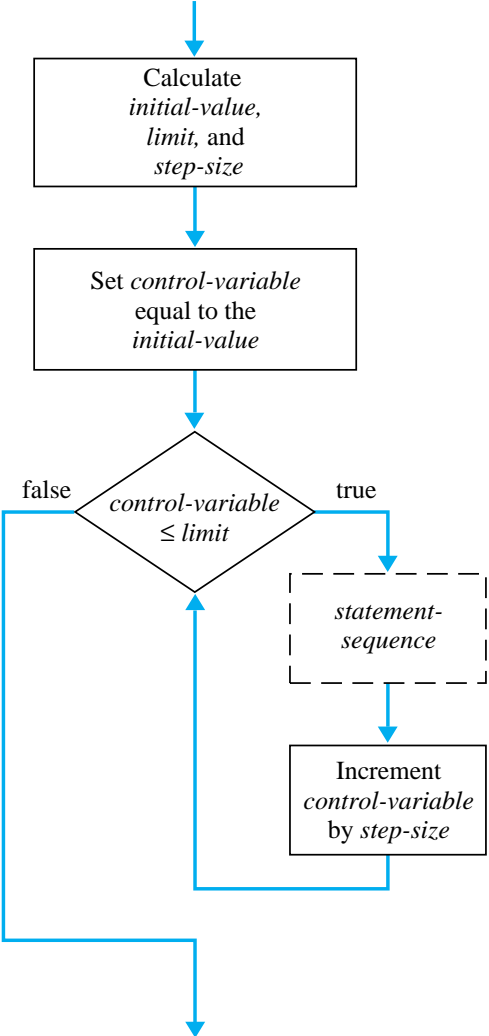 Calculate
initial-value,
limit, and
step-size
Set control-variable
equal to the
initial-value
false
true
control-variable
≤ limit
statement-
sequence
Increment
control-variable
by step-size